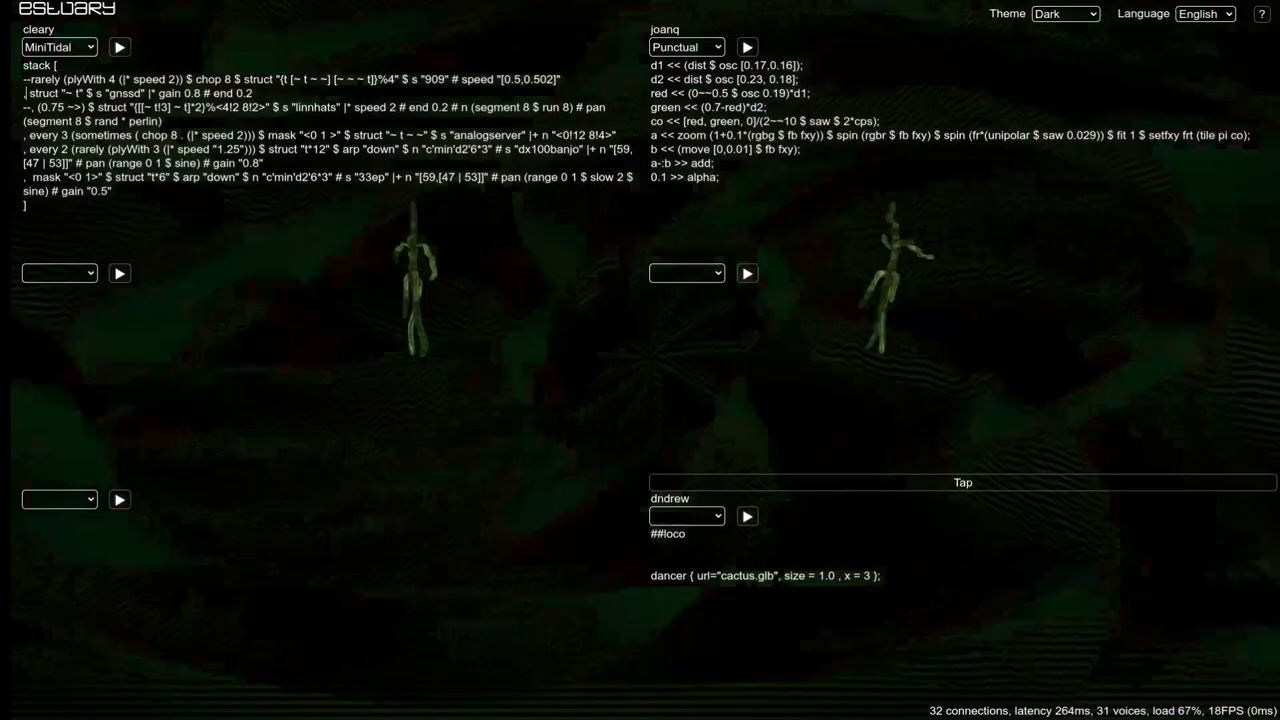 ESTUARY
Theme Dark Language English ?
cleary
MiniTidal
stack [
--rarely (plyWith 4 (|* speed 2)) $ chop 8 $ struct "{t [~ t ~ ~] [~ ~ ~ t]}%4" $ s "909" # speed "[0.5,0.502]"
,struct "~ t" $ s "gnssd" |* gain 0.8 # end 0.2
--, (0.75 ~>) $ struct "{[[~ t!3] ~ t]*2}%<4!2 8!2>" $ s "linnhats" |* speed 2 # end 0.2 # n (segment 8 $ run 8) # pan
(segment 8 $ rand * perlin)
, every 3 (sometimes ( chop 8 . (|* speed 2))) $ mask "<0 1 >" $ struct "~ t ~ ~" $ s "analogserver" |+ n "<0!12 8!4>"
, every 2 (rarely (plyWith 3 (|* speed "1.25"))) $ struct "t*12" $ arp "down" $ n "c'min'd2'6*3" # s "dx100banjo" |+ n "[59,
[47 | 53]]" # pan (range 0 1 $ sine) # gain "0.8"
, mask "<0 1>" $ struct "t*6" $ arp "down" $ n "c'min'd2'6*3" # s "33ep" |+ n "[59,[47 | 53]]" # pan (range 0 1 $ slow 2 $
sine) # gain "0.5"
]
joanq
Punctual
d1 << (dist $ osc [0.17,0.16]);
d2 << (dist $ osc [0.23, 0.18];
red << (0~~0.5 $ osc 0.19)*d1;
green << (0.7-red)*d2;
co << [red, green, 0]/(2~~10 $ saw $ 2*cps);
a << zoom (1+0.1*(rgbg $ fb fxy)) $ spin (rgbr $ fb fxy) $ spin (fr*(unipolar $ saw 0.029)) $ fit 1 $ setfxy frt (tile pi co);
b << (move [0,0.01] $ fb fxy);
a-:b >> add;
0.1 >> alpha;
Tap
dndrew
##loco
dancer { url="cactus.glb", size = 1.0 , x = 3 };
32 connections, latency 264ms, 31 voices, load 67%, 18FPS (0ms)